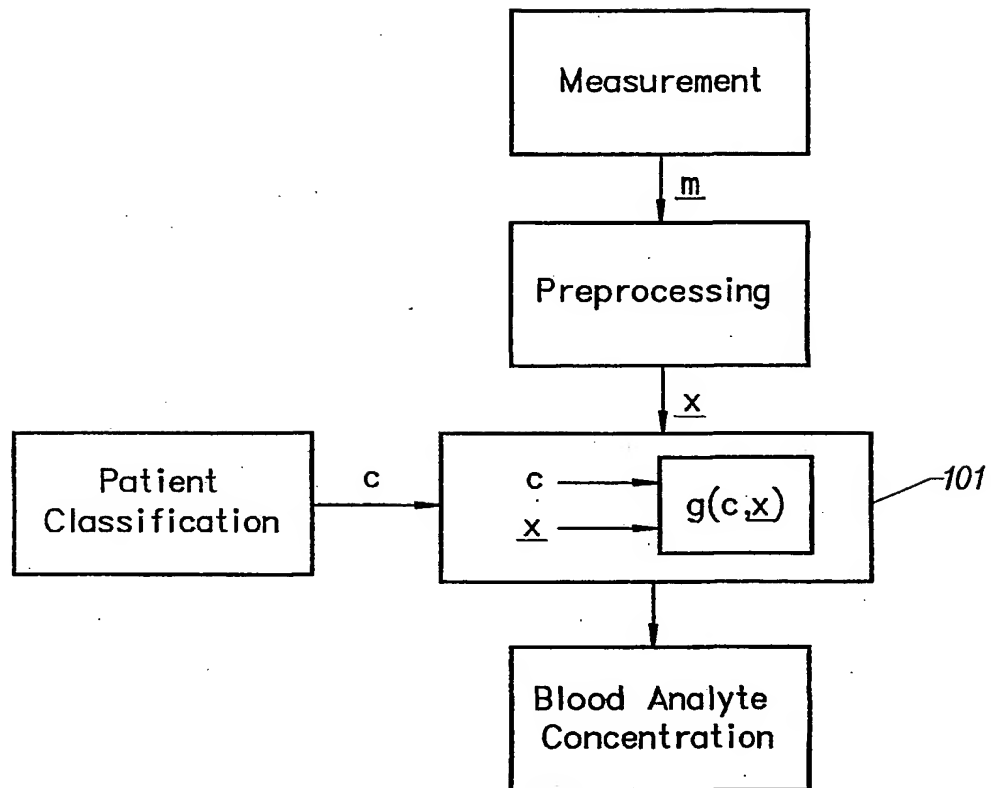 Measurement
m
Preprocessing
x
Patient
Classification
c
c
x
g(c,x)
101
Blood Analyte
Concentration